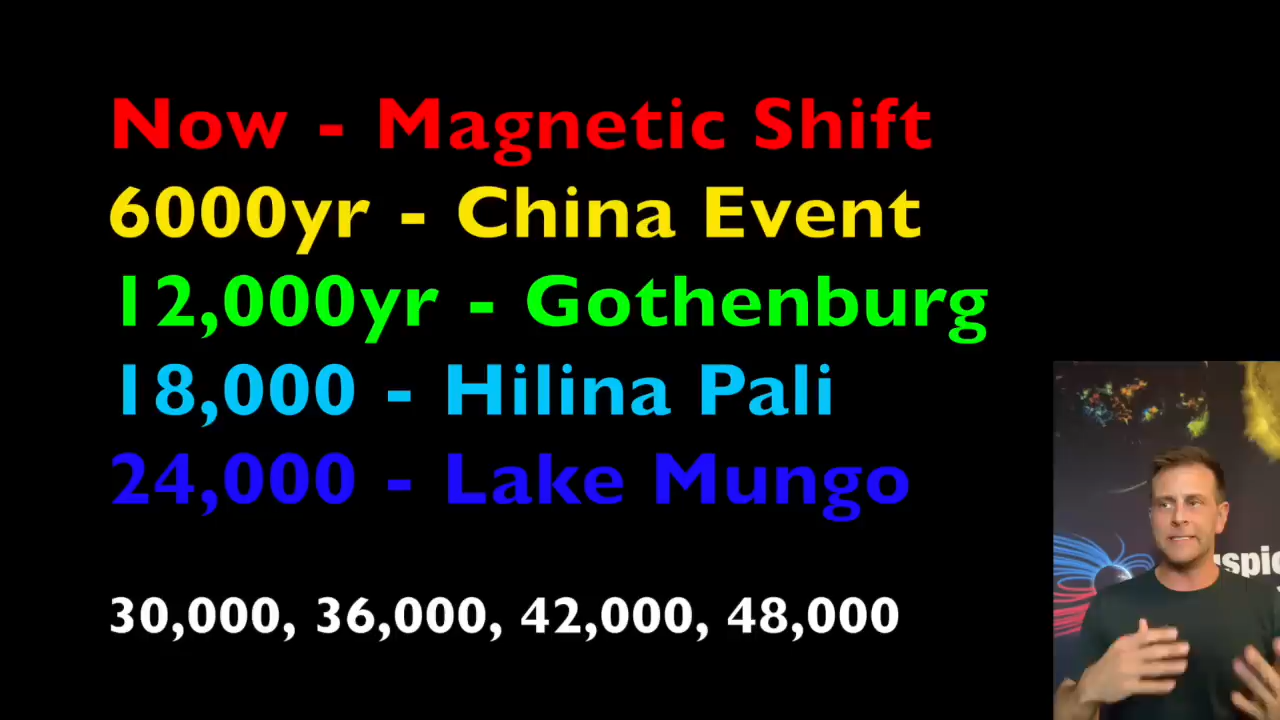 Now - Magnetic Shift
6000yr - China Event
12,000yr - Gothenburg
18,000 - Hilina Pali
24,000 - Lake Mungo
30,000, 36,000, 42,000, 48,000